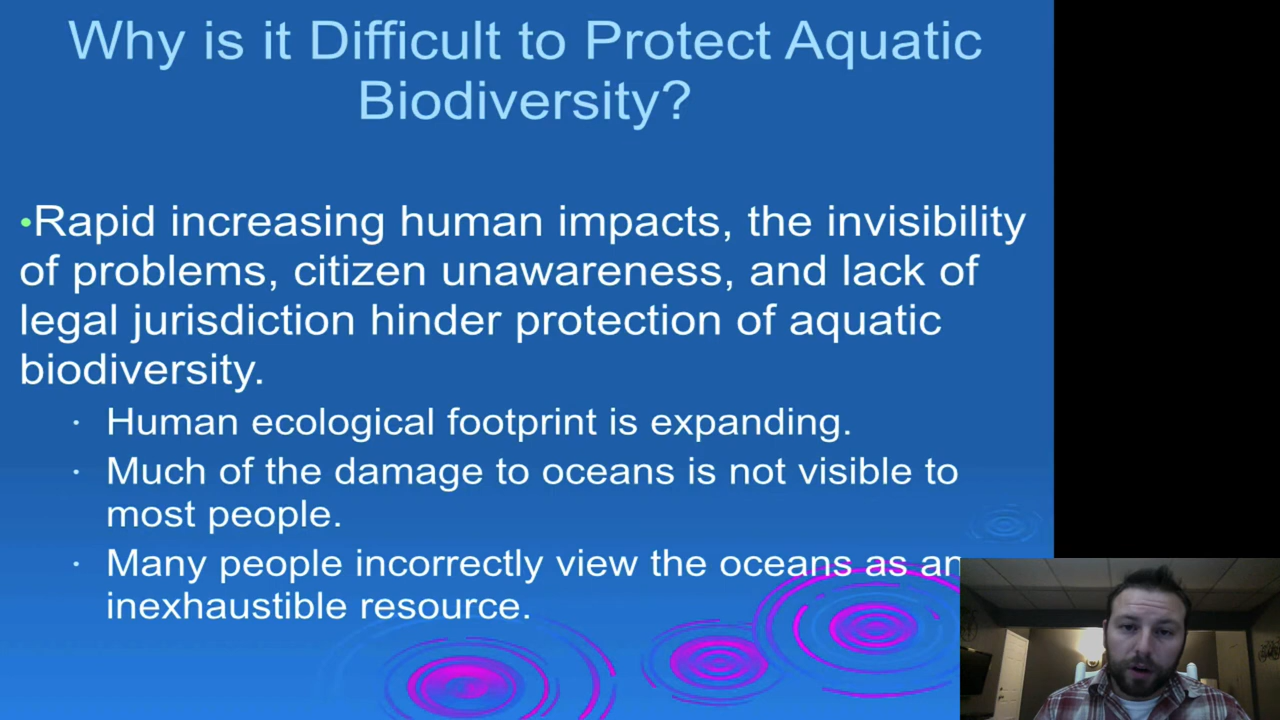 Why is it Difficult to Protect Aquatic
Biodiversity?
•Rapid increasing human impacts, the invisibility
of problems, citizen unawareness, and lack of
legal jurisdiction hinder protection of aquatic
biodiversity.
· Human ecological footprint is expanding.
· Much of the damage to oceans is not visible to
most people.
· Many people incorrectly view the oceans as an
inexhaustible resource.